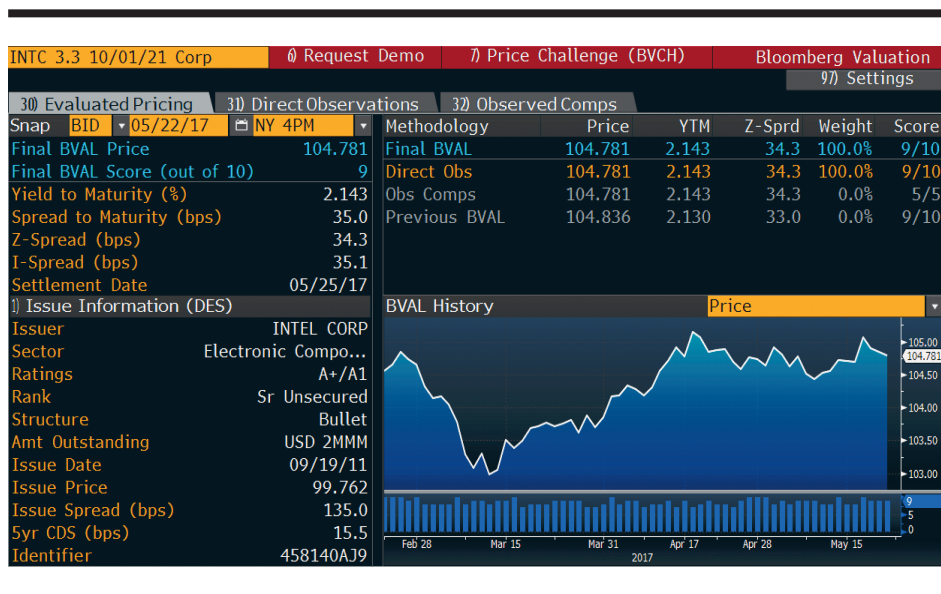 INTC 3.3 10/01/21 Corp 6) Request Demo 7) Price Challenge (BVCH) Bloomberg Valuation
97) Settings
30) Evaluated Pricing 31) Direct Observations 32) Observed Comps
Snap BID 05/22/17 NY 4PM
Final BVAL Price 104.781
Final BVAL Score (out of 10) 9
Yield to Maturity (%) 2.143
Spread to Maturity (bps) 35.0
Z-Spread (bps) 34.3
I-Spread (bps) 35.1
Settlement Date 05/25/17
1) Issue Information (DES)
Issuer INTEL CORP
Sector Electronic Compo...
Ratings A+/A1
Rank Sr Unsecured
Structure Bullet
Amt Outstanding USD 2MMM
Issue Date 09/19/11
Issue Price 99.762
Issue Spread (bps) 135.0
5yr CDS (bps) 15.5
Identifier 458140AJ9
Methodology Price YTM Z-Sprd Weight Score
Final BVAL 104.781 2.143 34.3 100.0% 9/10
Direct Obs 104.781 2.143 34.3 100.0% 9/10
Obs Comps 104.781 2.143 34.3 0.0% 5/5
Previous BVAL 104.836 2.130 33.0 0.0% 9/10
BVAL History Price
105.00
104.781
104.50
104.00
103.50
103.00
9
5
0
Feb 28 Mar 15 Mar 31 Apr 17 Apr 28 May 15
2017